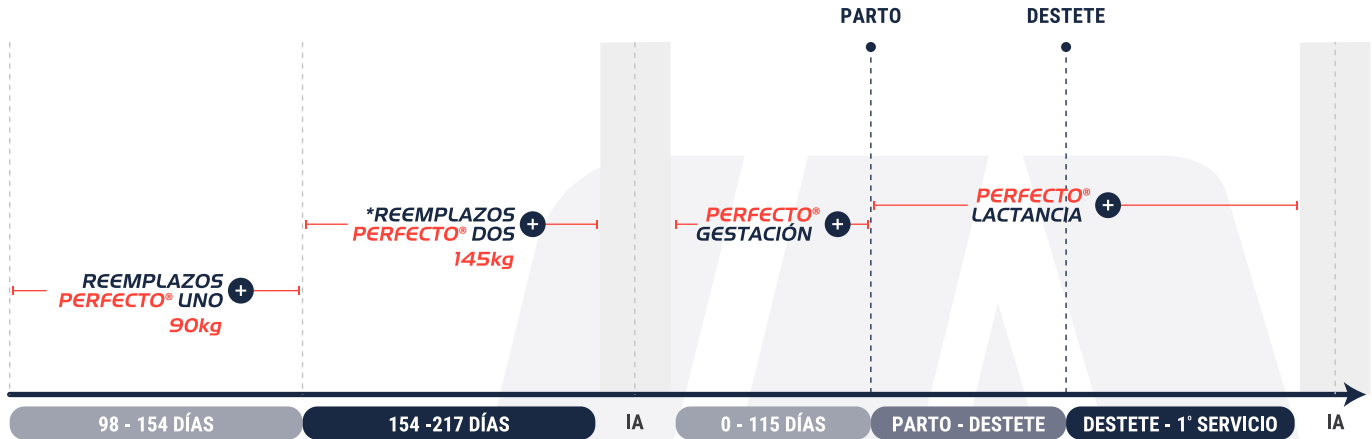 PARTO
DESTETE
REEMPLAZOS
PERFECTO® UNO
90kg
*REEMPLAZOS
PERFECTO® DOS
145kg
PERFECTO®
GESTACIÓN
PERFECTO®
LACTANCIA
98 - 154 DÍAS
154 -217 DÍAS
IA
0 - 115 DÍAS
PARTO - DESTETE
DESTETE - 1° SERVICIO
IA